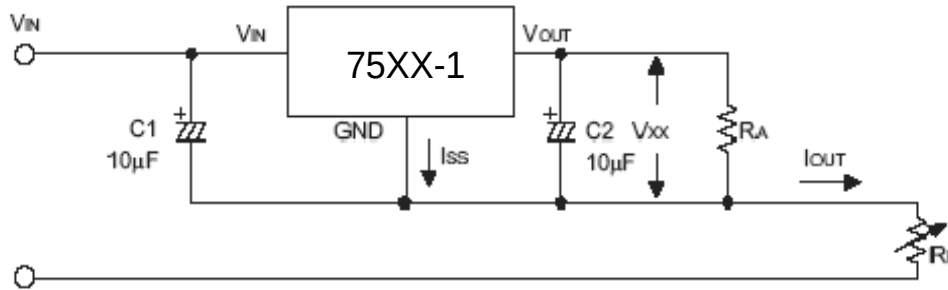 VIN
VIN
75XX-1
VOUT
C1
10μF
GND
ISS
C2
10μF
VXX
RA
IOUT